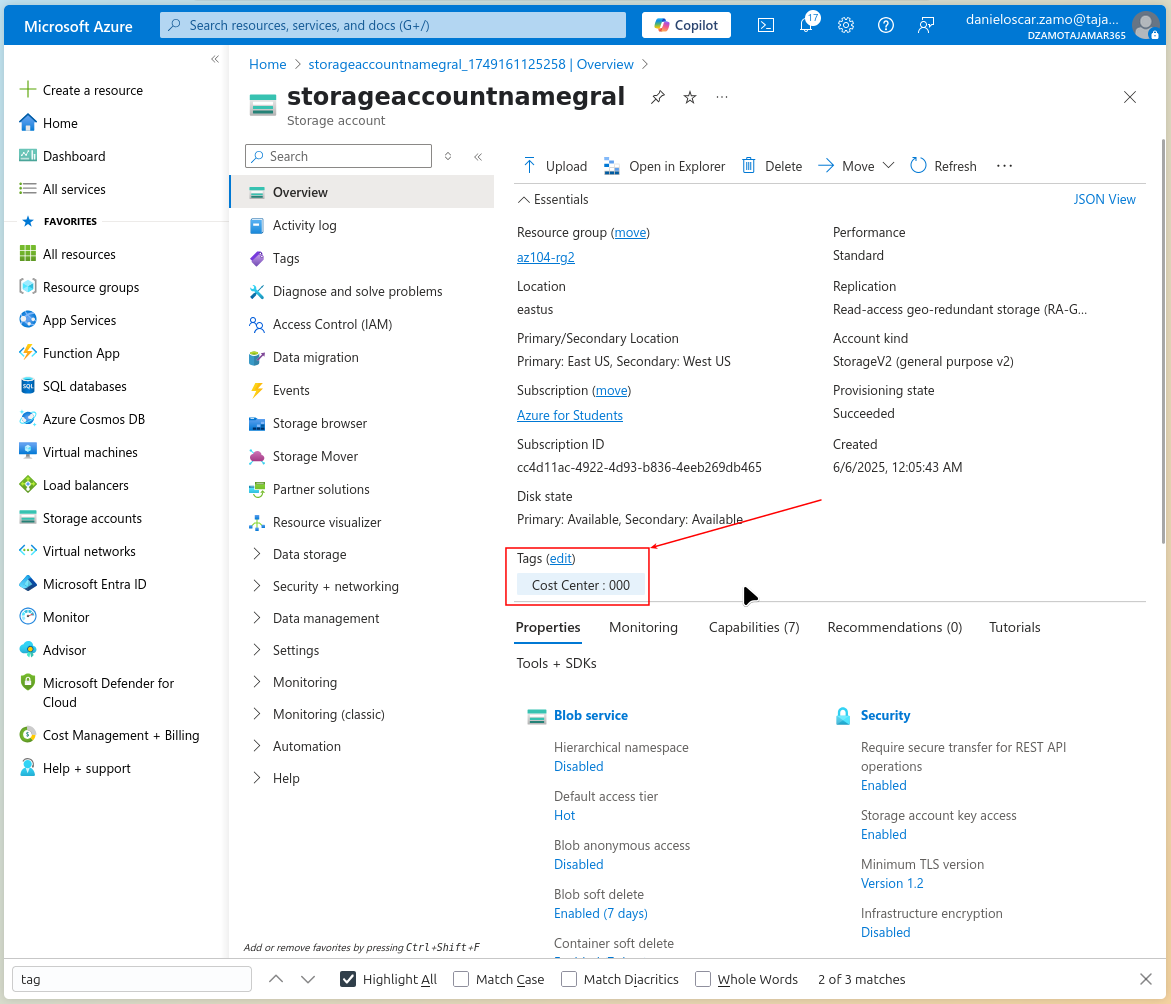 Microsoft Azure
Search resources, services, and docs (G+/)
Copilot
17
danieloscar.zamo@taja...
DZAMOTAJAMAR365
Create a resource
Home
Dashboard
All services
FAVORITES
All resources
Resource groups
App Services
Function App
SQL databases
Azure Cosmos DB
Virtual machines
Load balancers
Storage accounts
Virtual networks
Microsoft Entra ID
Monitor
Advisor
Microsoft Defender for
Cloud
Cost Management + Billing
Help + support
Home > storageaccountnamegral_1749161125258 | Overview >
storageaccountnamegral
Storage account
Search
Overview
Activity log
Tags
Diagnose and solve problems
Access Control (IAM)
Data migration
Events
Storage browser
Storage Mover
Partner solutions
Resource visualizer
Data storage
Security + networking
Data management
Settings
Monitoring
Monitoring (classic)
Automation
Help
Add or remove favorites by pressing Ctrl+Shift+F
Upload
Open in Explorer
Delete
Move
Refresh
Essentials
JSON View
Resource group (move)
az104-rg2
Location
eastus
Primary/Secondary Location
Primary: East US, Secondary: West US
Subscription (move)
Azure for Students
Subscription ID
cc4d11ac-4922-4d93-b836-4eeb269db465
Disk state
Primary: Available, Secondary: Available
Performance
Standard
Replication
Read-access geo-redundant storage (RA-G...
Account kind
StorageV2 (general purpose v2)
Provisioning state
Succeeded
Created
6/6/2025, 12:05:43 AM
Tags (edit)
Cost Center : 000
Properties
Monitoring
Capabilities (7)
Recommendations (0)
Tutorials
Tools + SDKs
Blob service
Hierarchical namespace
Disabled
Default access tier
Hot
Blob anonymous access
Disabled
Blob soft delete
Enabled (7 days)
Container soft delete
Security
Require secure transfer for REST API
operations
Enabled
Storage account key access
Enabled
Minimum TLS version
Version 1.2
Infrastructure encryption
Disabled
tag
Highlight All
Match Case
Match Diacritics
Whole Words
2 of 3 matches